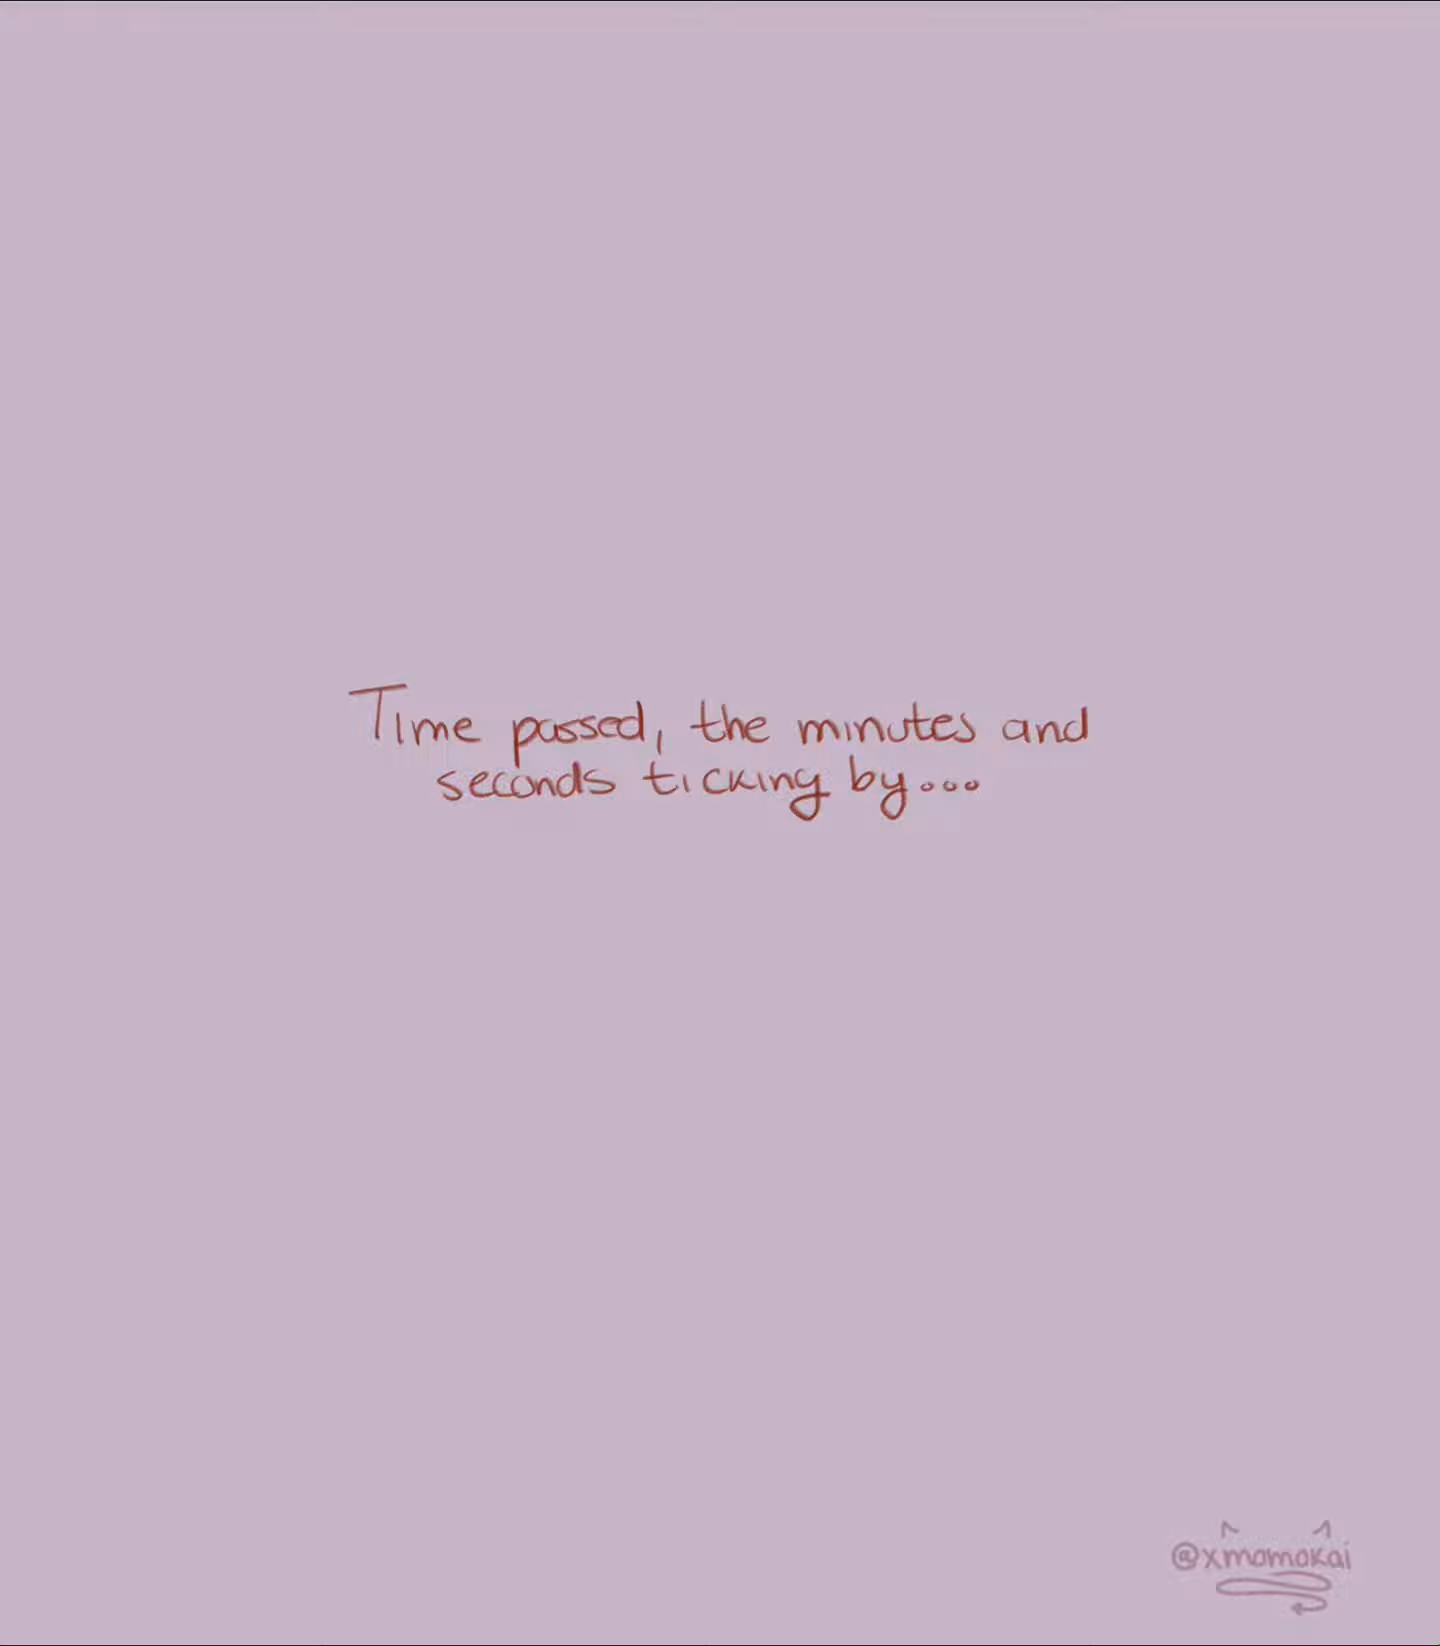 Time passed, the minutes and
seconds ticking by...
@xmomokai